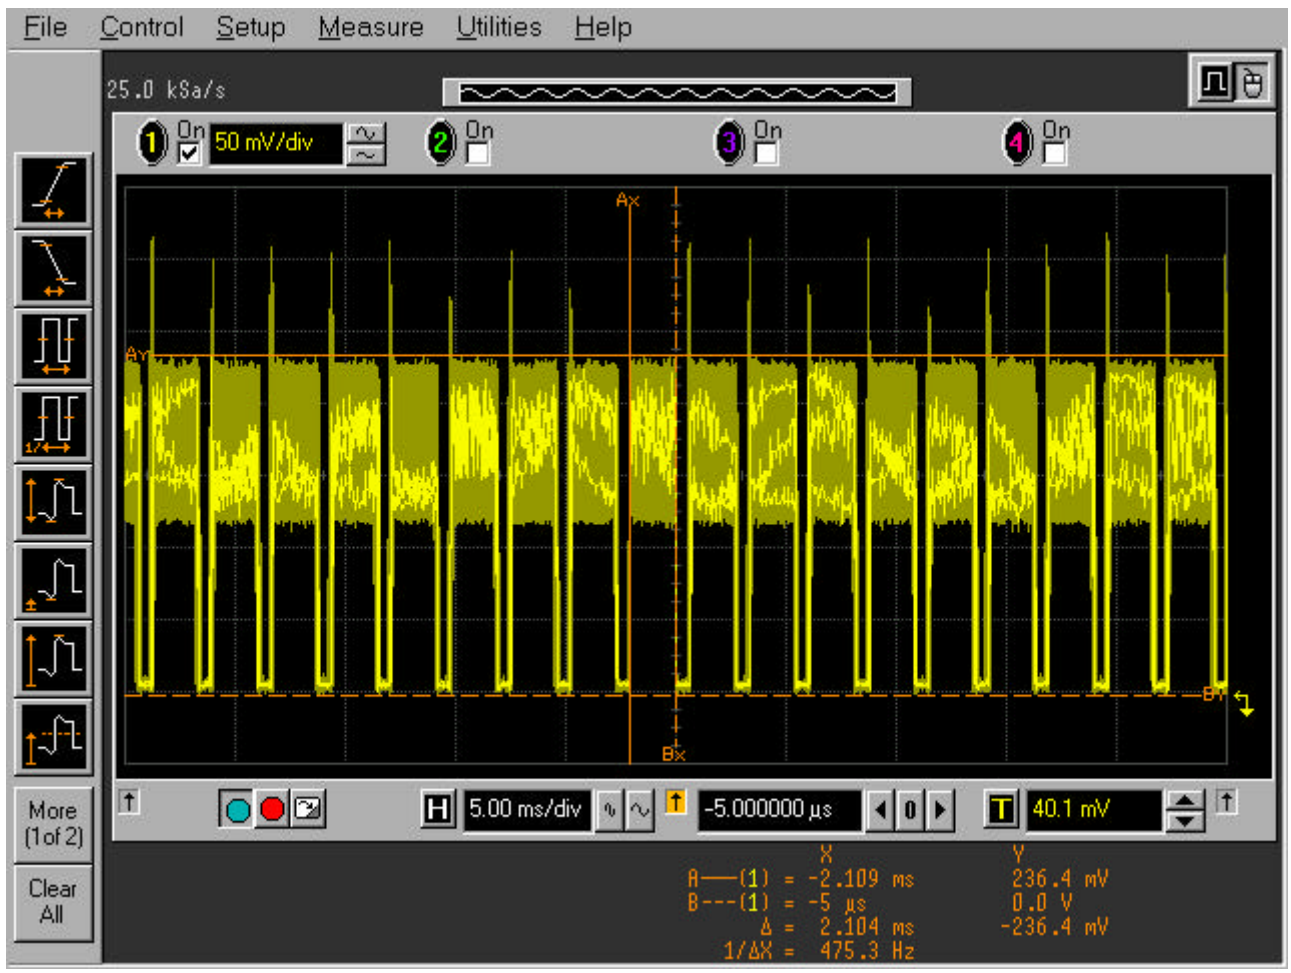 File Control Setup Measure Utilities Help
25.0 kSa/s
1 On 50 mV/div 2 On 3 On 4 On
Ax
Ay
By
Bx
1/
More
(1of 2)
Clear
All
H 5.00 ms/div -5.000000 µs 0 T 40.1 mV
X Y
A——(1) = -2.109 ms 236.4 mV
B---(1) = -5 µs 0.0 V
Δ = 2.104 ms -236.4 mV
1/ΔX = 475.3 Hz